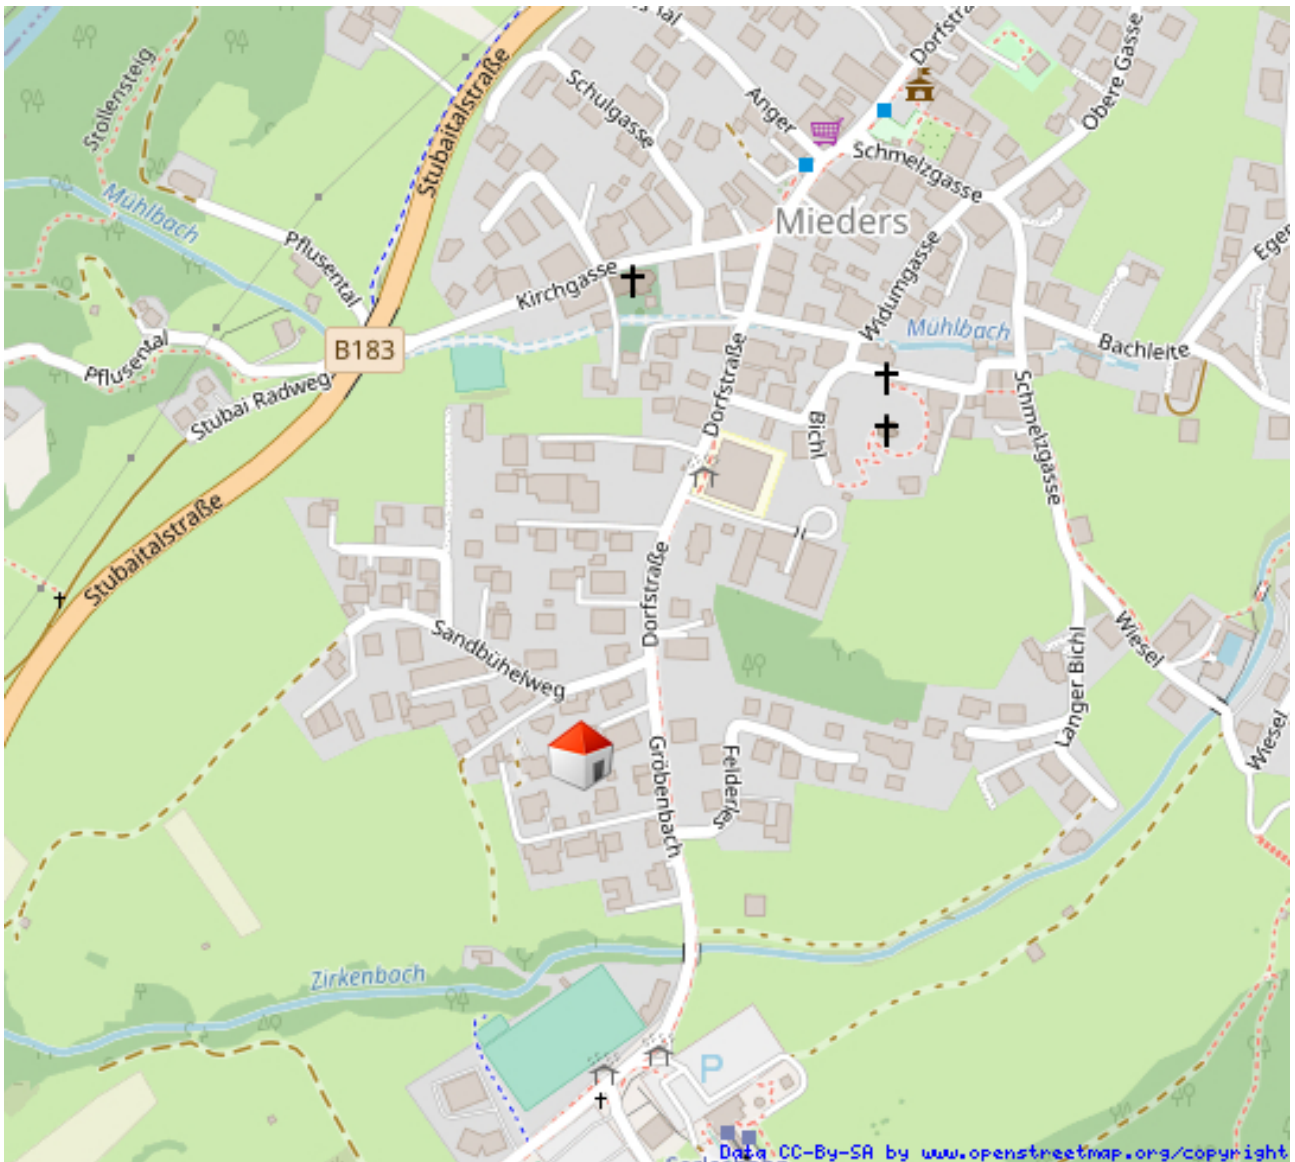 Dorfstra
Stollensteig
Stubaitalstraße
Schulgasse
Anger
Obere Gasse
Schmelzgasse
Mühlbach
Mieders
Pflusental
Kirchgasse
Widumgasse
Mühlbach
Eger
B183
Bachleite
Pflusental
Stubai Radweg
Dorfstraße
Bichl
Schmelzgasse
Stubaitalstraße
Dorfstraße
Sandbühelweg
Wiesel
Langer Bichl
Wiesel
Gröbenbach
Felderles
Zirkenbach
P
Data CC-By-SA by www.openstreetmap.org/copyright